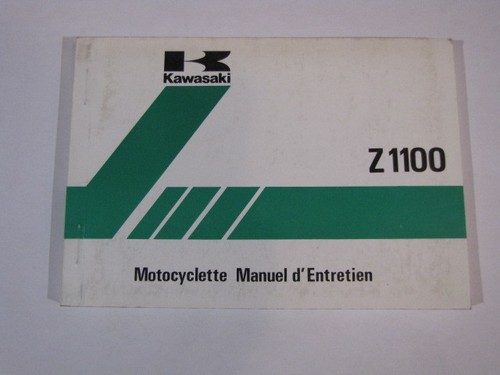 Kawasaki
Z1100
Motocyclette Manuel d'Entretien